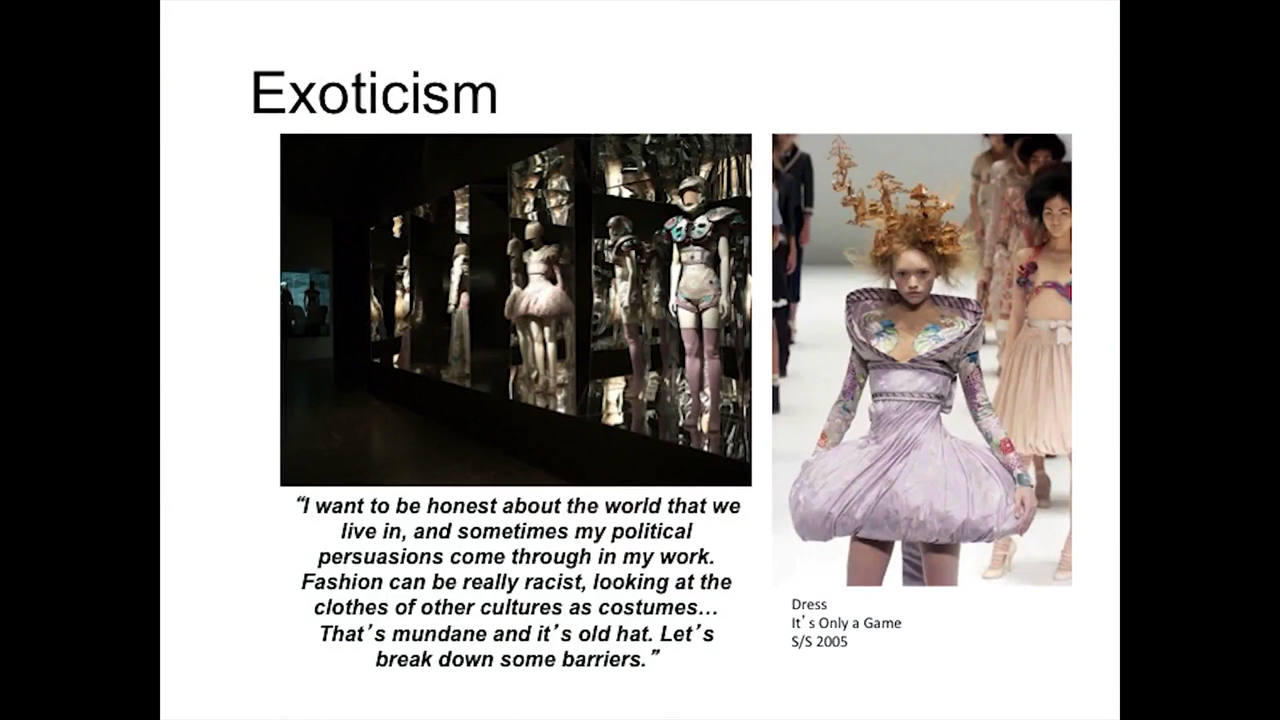 Exoticism
“I want to be honest about the world that we
live in, and sometimes my political
persuasions come through in my work.
Fashion can be really racist, looking at the
clothes of other cultures as costumes…
That’s mundane and it’s old hat. Let’s
break down some barriers.”
Dress
It’s Only a Game
S/S 2005